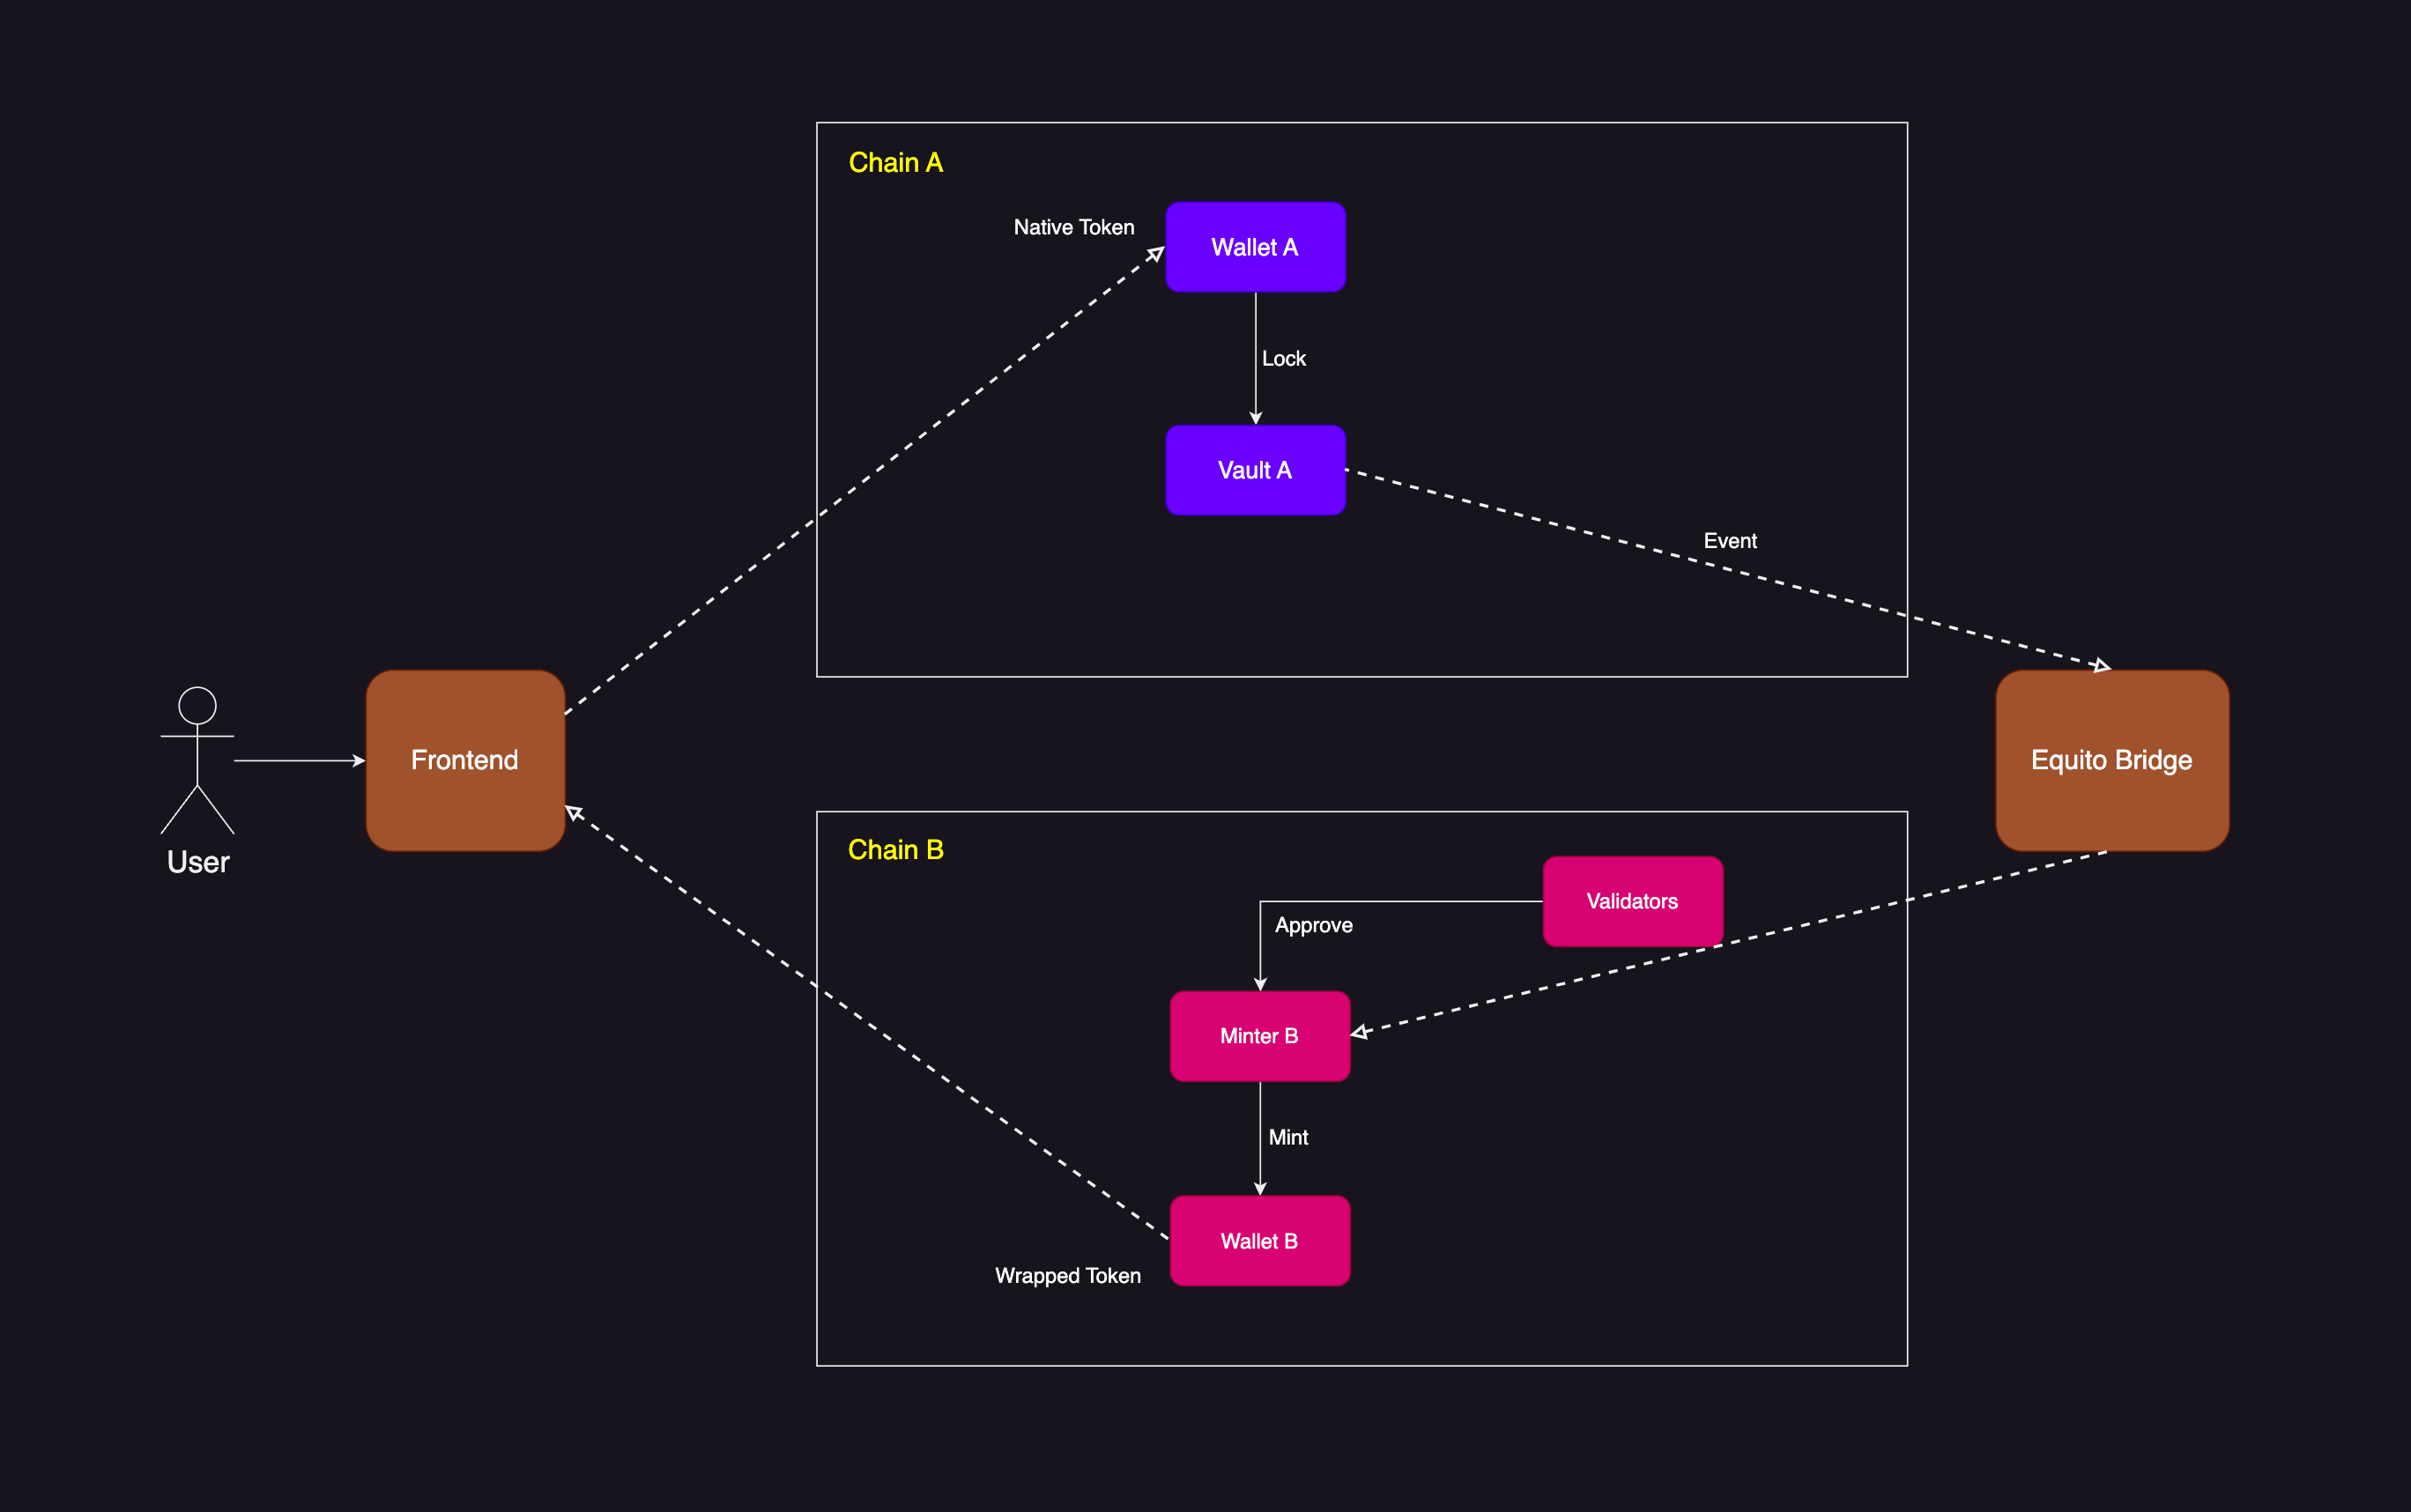 Chain A
Native Token
Wallet A
Lock
Vault A
Event
Frontend
Equito Bridge
User
Chain B
Validators
Approve
Minter B
Mint
Wallet B
Wrapped Token